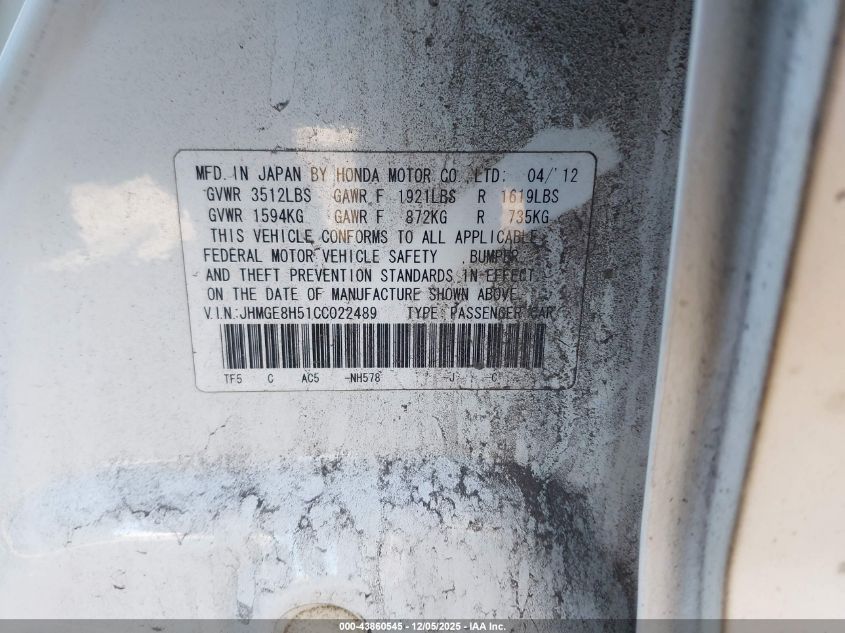 MFD. IN JAPAN BY HONDA MOTOR CO., LTD: 04/'12
GVWR 3512LBS GAWR F 1921LBS R 1619LBS
GVWR 1594KG GAWR F 872KG R 735KG
THIS VEHICLE CONFORMS TO ALL APPLICABLE
FEDERAL MOTOR VEHICLE SAFETY , BUMPER,
AND THEFT PREVENTION STANDARDS IN EFFECT
ON THE DATE OF MANUFACTURE SHOWN ABOVE.
V.I.N:JHMGE8H51CC022489 TYPE:PASSENGER CAR
TF5 C AC5 -NH578 -J -C
000-43860545 - 12/05/2025 - IAA Inc.